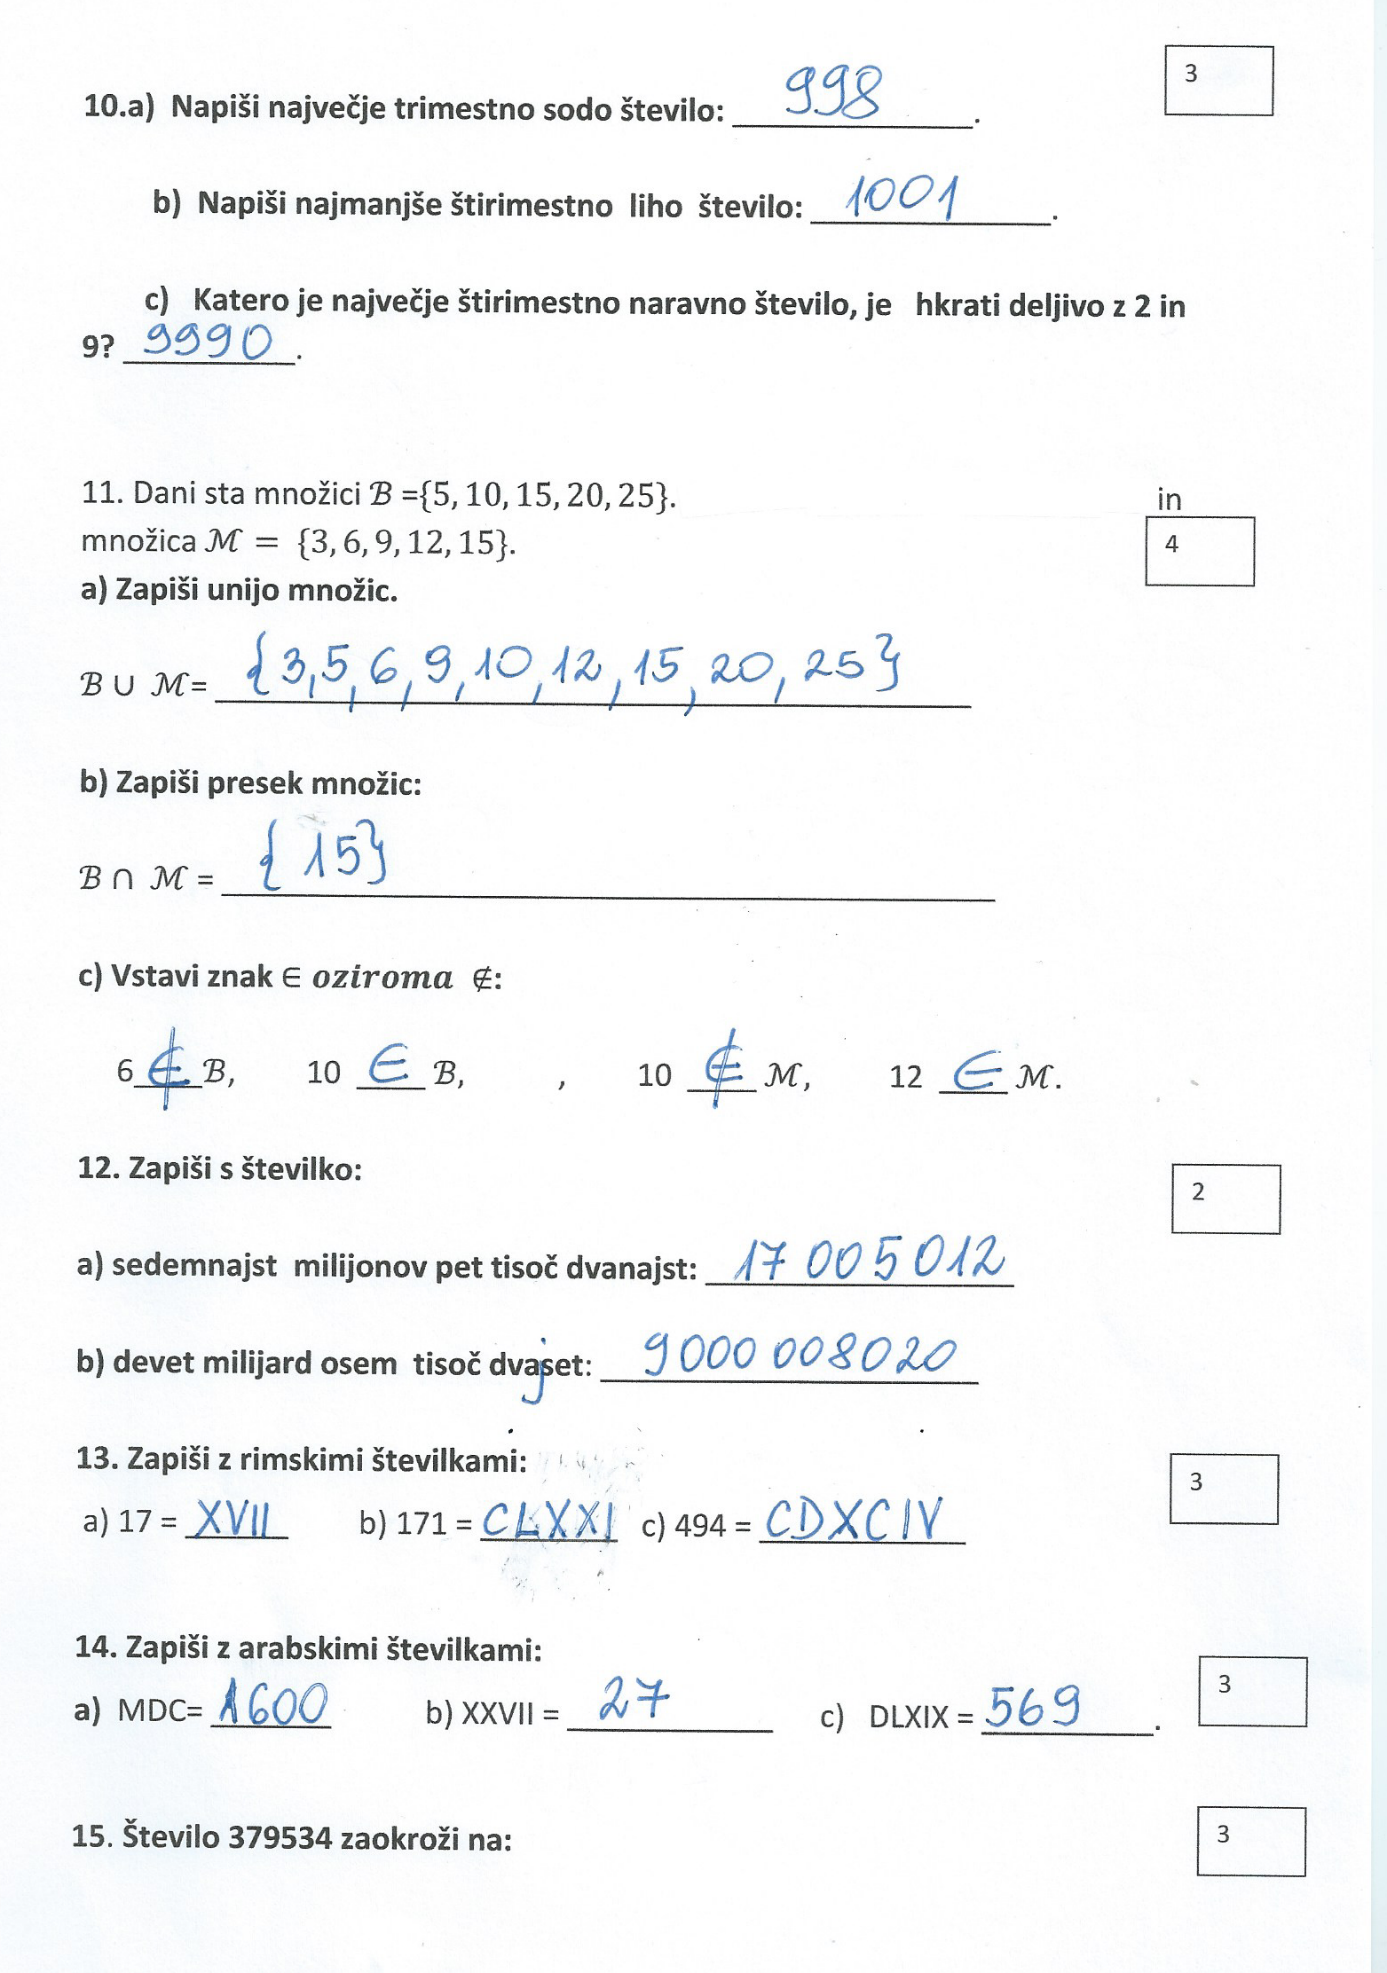 3
10.a) Napiši največje trimestno sodo število: 998.
b) Napiši najmanjše štirimestno liho število: 1001.
c) Katero je največje štirimestno naravno število, je hkrati deljivo z 2 in
9? 9990.
11. Dani sta množici ℬ ={5, 10, 15, 20, 25}. in
množica ℳ = {3, 6, 9, 12, 15}. 4
a) Zapiši unijo množic.
ℬ ∪ ℳ= {3,5,6,9,10,12,15,20,25}
b) Zapiši presek množic:
ℬ ∩ ℳ = {15}
c) Vstavi znak ∈ oziroma ∉:
6 ∉ ℬ, 10 ∈ ℬ, , 10 ∉ ℳ, 12 ∈ ℳ.
12. Zapiši s številko: 2
a) sedemnajst milijonov pet tisoč dvanajst: 17 005 012
b) devet milijard osem tisoč dvajset: 9000 008020
13. Zapiši z rimskimi številkami: 3
a) 17 = XVII b) 171 = CLXXI c) 494 = CDXCIV
14. Zapiši z arabskimi številkami: 3
a) MDC= 1600 b) XXVII = 27 c) DLXIX = 569.
15. Število 379534 zaokroži na: 3